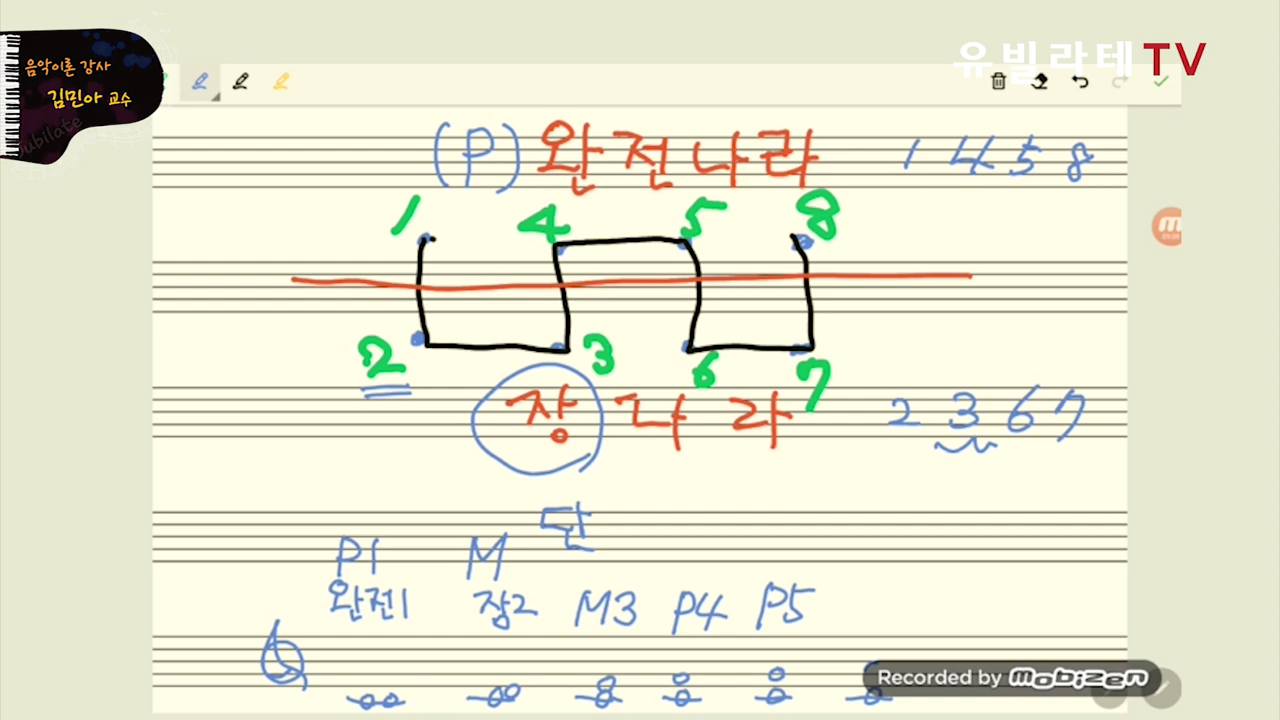 유빌라테TV
음악이론 강사
김민아 교수
Jubilate
(P) 완전나라 1 4 5 8
1 4 5 8
2 3 6 7
장나라 2 3 6 7
단
P1 M
완전1 장2 M3 P4 P5
Recorded by mobizen